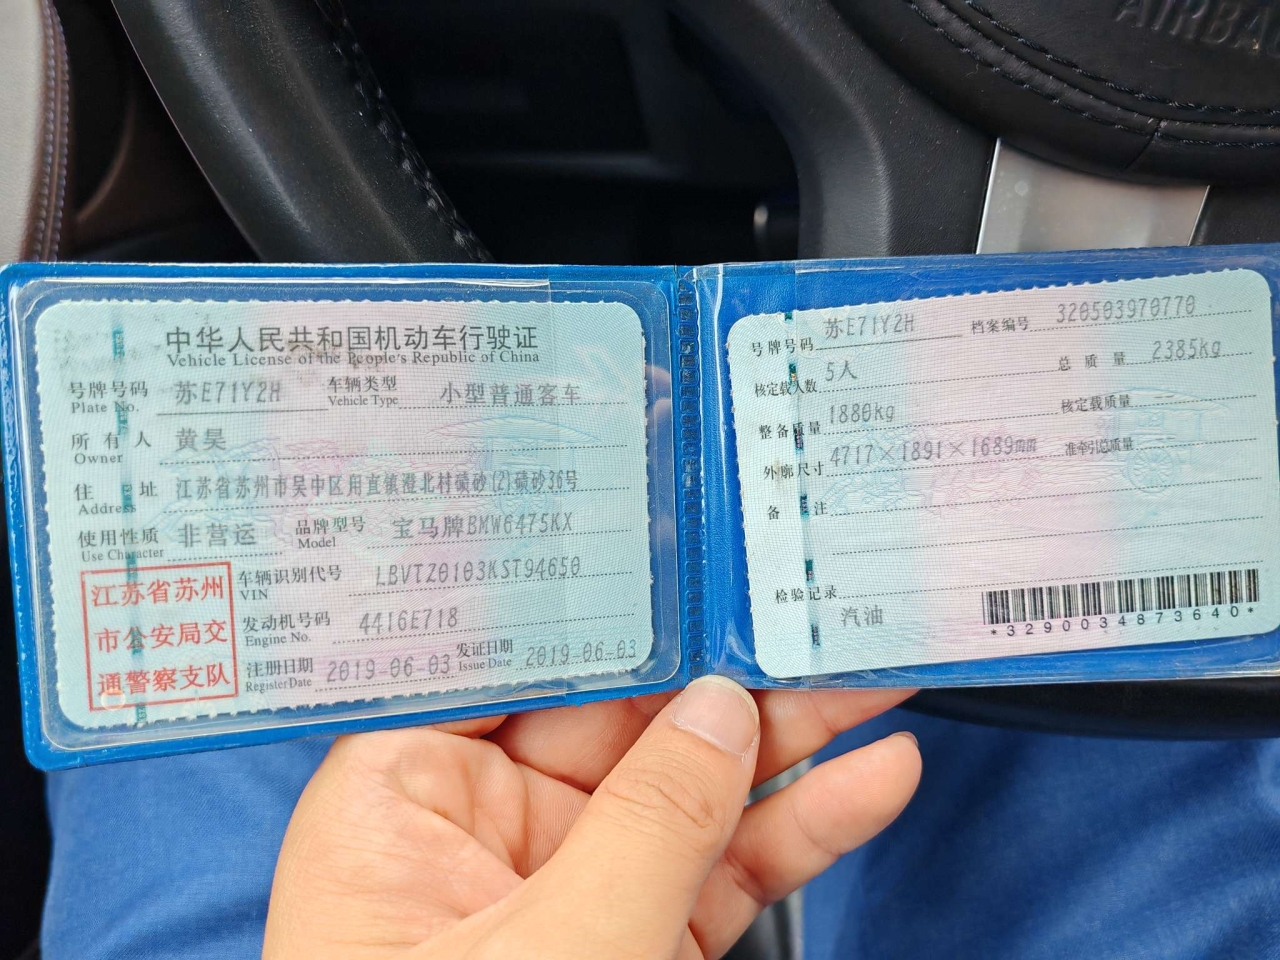 AIRBA
中华人民共和国机动车行驶证
Vehicle License of the People's Republic of China
号牌号码 苏E71Y2H 车辆类型 小型普通客车
Plate No. Vehicle Type
所有人 黄昊
Owner
住址 江苏省苏州市吴中区甪直镇澄北村碛砂(2)碛砂36号
Address
使用性质 非营运 品牌型号 宝马牌BMW6475KX
Use Character Model
江苏省苏州
市公安局交
通警察支队
车辆识别代号 LBVTZ0103KST94650
VIN
发动机号码 4416E718
Engine No.
注册日期 2019-06-03 发证日期 2019-06-03
Register Date Issue Date
号牌号码 苏E71Y2H 档案编号 320503970770
核定载人数 5人 总质量 2385kg
整备质量 1880kg 核定载质量 --
外廓尺寸 4717×1891×1689mm 准牵引总质量
备注
检验记录
汽油
*3290034873640*